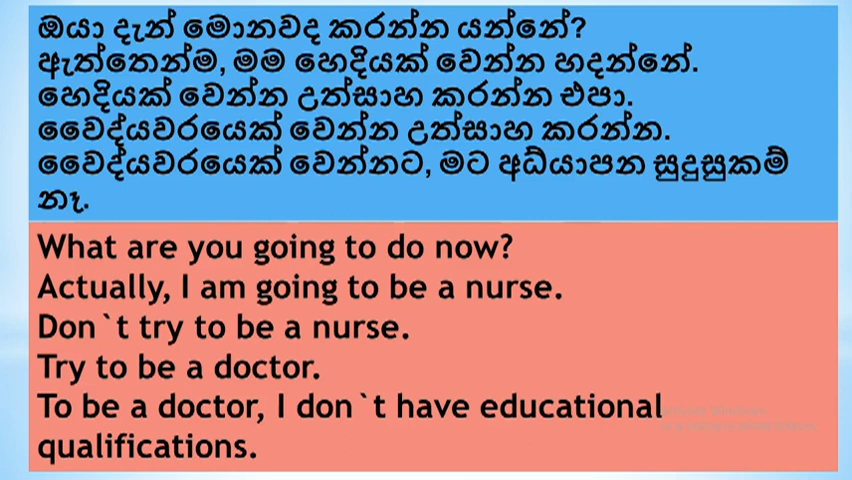 ඔයා දැන් මොනවද කරන්න යන්නේ?
ඇත්තෙන්ම, මම හෙදියක් වෙන්න හදන්නේ.
හෙදියක් වෙන්න උත්සාහ කරන්න එපා.
වෛද්යවරයෙක් වෙන්න උත්සාහ කරන්න.
වෛද්යවරයෙක් වෙන්නට, මට අධ්යාපන සුදුසුකම්
නෑ.
What are you going to do now?
Actually, I am going to be a nurse.
Don`t try to be a nurse.
Try to be a doctor.
To be a doctor, I don`t have educational
qualifications.